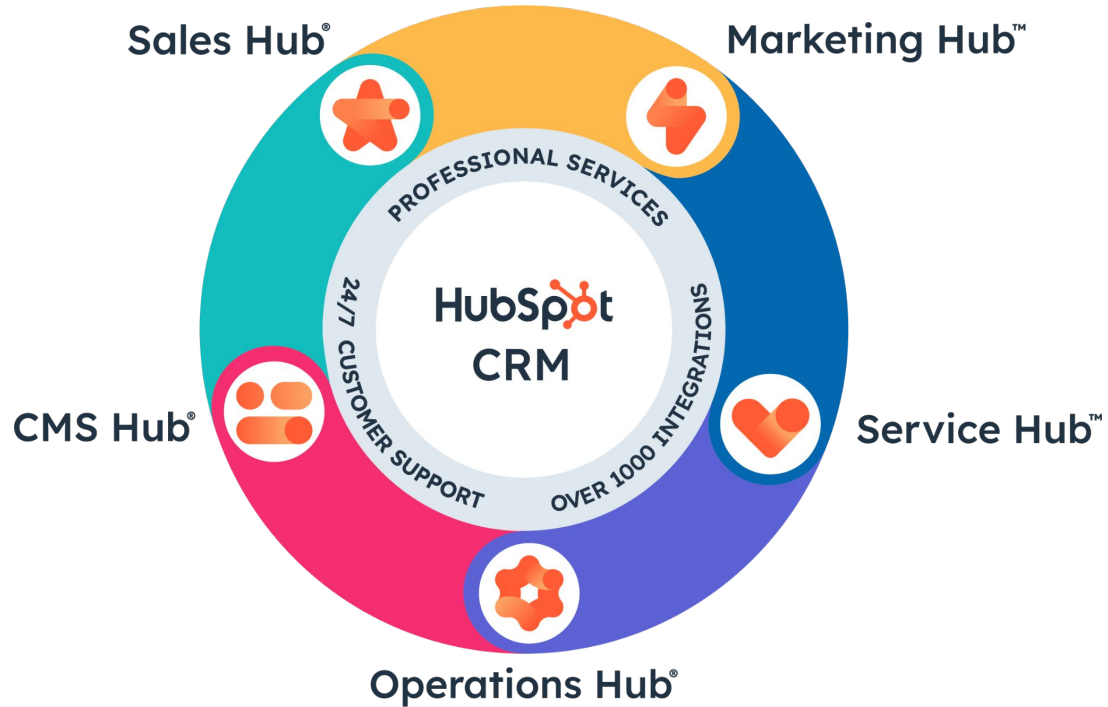 Sales Hub®
Marketing Hub™
PROFESSIONAL SERVICES
24/7 CUSTOMER SUPPORT
OVER 1000 INTEGRATIONS
HubSpot
CRM
CMS Hub®
Service Hub™
Operations Hub®